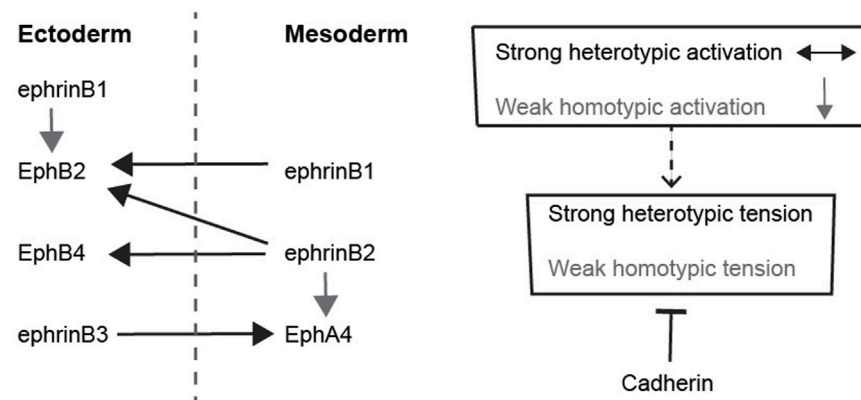 Ectoderm
Mesoderm
ephrinB1
EphB2
ephrinB1
EphB4
ephrinB2
ephrinB3
EphA4
Strong heterotypic activation
Weak homotypic activation
Strong heterotypic tension
Weak homotypic tension
Cadherin